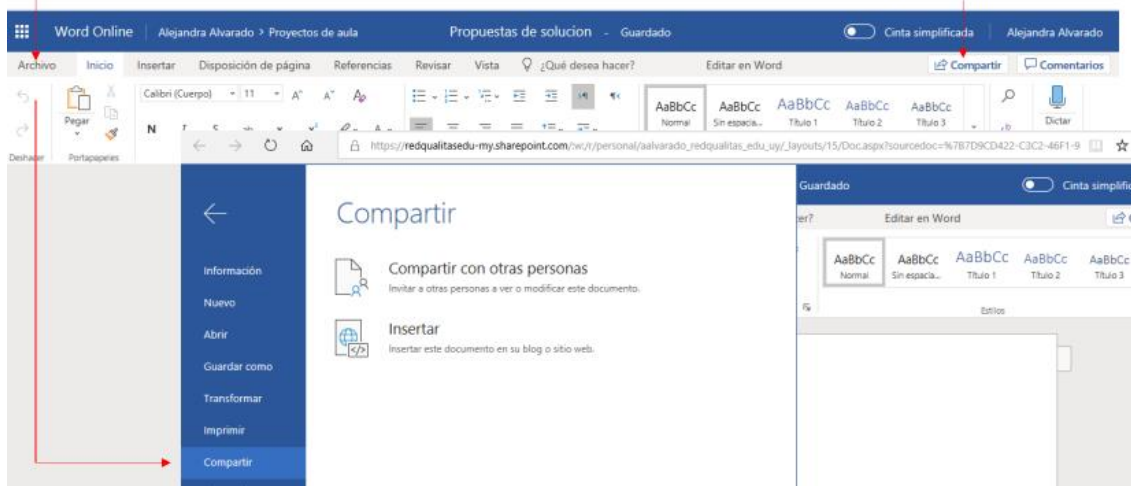 Word Online Alejandra Alvarado > Proyectos de aula Propuestas de solucion - Guardado Cinta simplificada Alejandra Alvarado
Archivo Inicio Insertar Disposición de página Referencias Revisar Vista ¿Qué desea hacer? Editar en Word Compartir Comentarios
Calibri (Cuerpo) 11 A^ A˅ AaBbCc AaBbCc AaBbCc AaBbCc AaBbCc
Pegar N Normal Sin espacia... Título 1 Título 2 Título 3 Dictar
Deshacer Portapapeles
https://redqualitasedu-my.sharepoint.com/:w:/r/personal/aalvarado_redqualitas_edu_uy/_layouts/15/Doc.aspx?sourcedoc=%7B7D9CD422-C3C2-46F1-9
Guardado Cinta simplific
er? Editar en Word
Compartir
AaBbCc AaBbCc AaBbCc AaBbCc AaBbCc
Normal Sin espacia... Título 1 Título 2 Título 3
Estilos
Información
Nuevo
Abrir
Guardar como
Transformar
Imprimir
Compartir
Compartir con otras personas
Invitar a otras personas a ver o modificar este documento.
Insertar
Insertar este documento en su blog o sitio web.